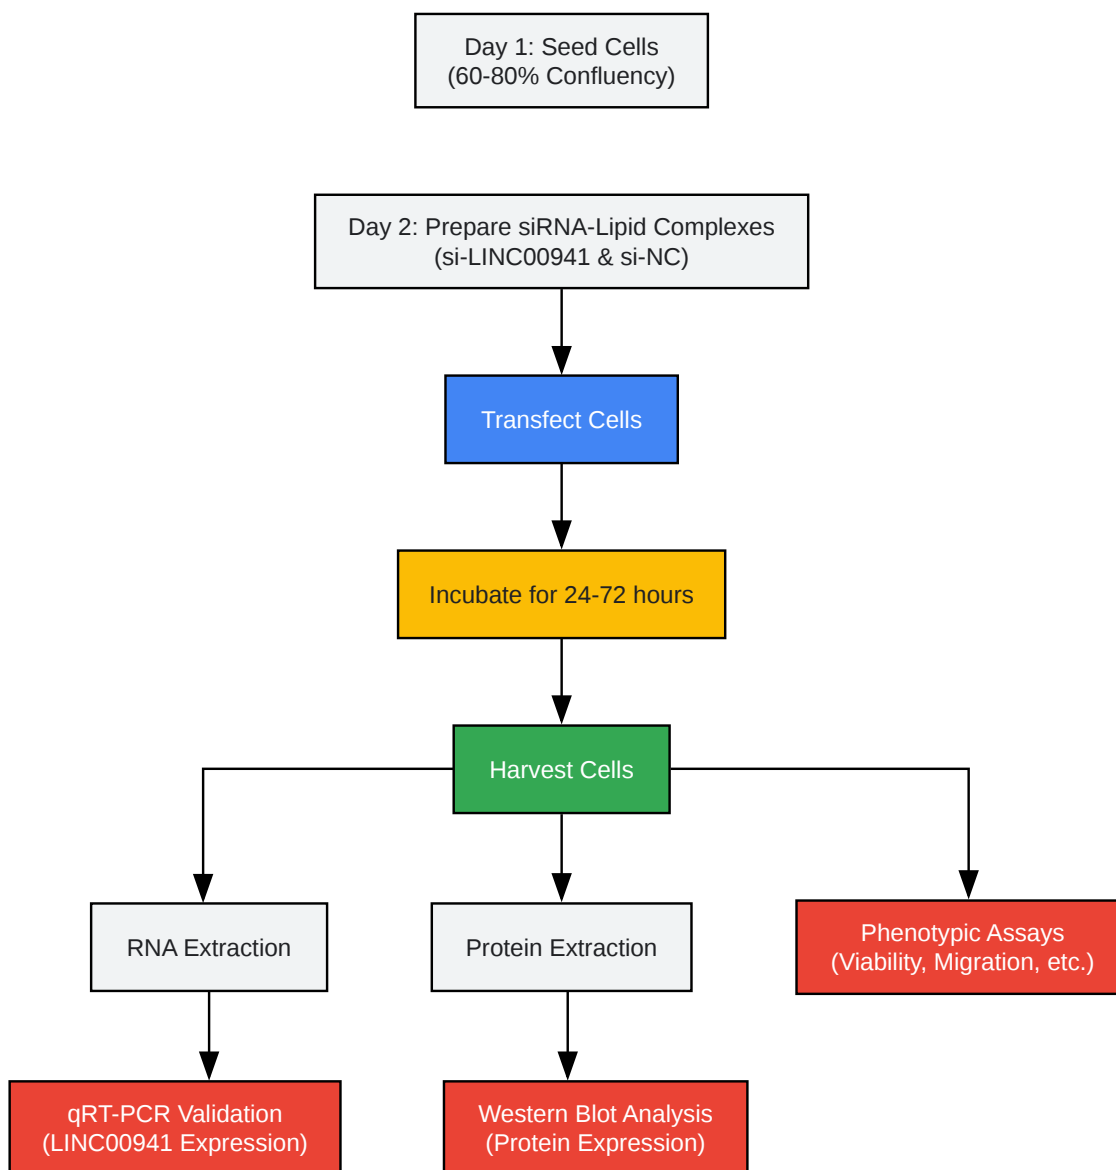 Day 1: Seed Cells
(60-80% Confluency)
Day 2: Prepare siRNA-Lipid Complexes
(si-LINC00941 & si-NC)
Transfect Cells
Incubate for 24-72 hours
Harvest Cells
RNA Extraction
Protein Extraction
Phenotypic Assays
(Viability, Migration, etc.)
qRT-PCR Validation
(LINC00941 Expression)
Western Blot Analysis
(Protein Expression)